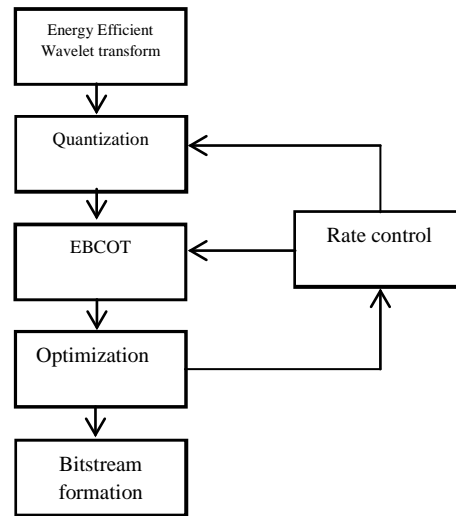 Energy Efficient
Wavelet transform
Quantization
EBCOT
Rate control
Optimization
Bitstream
formation